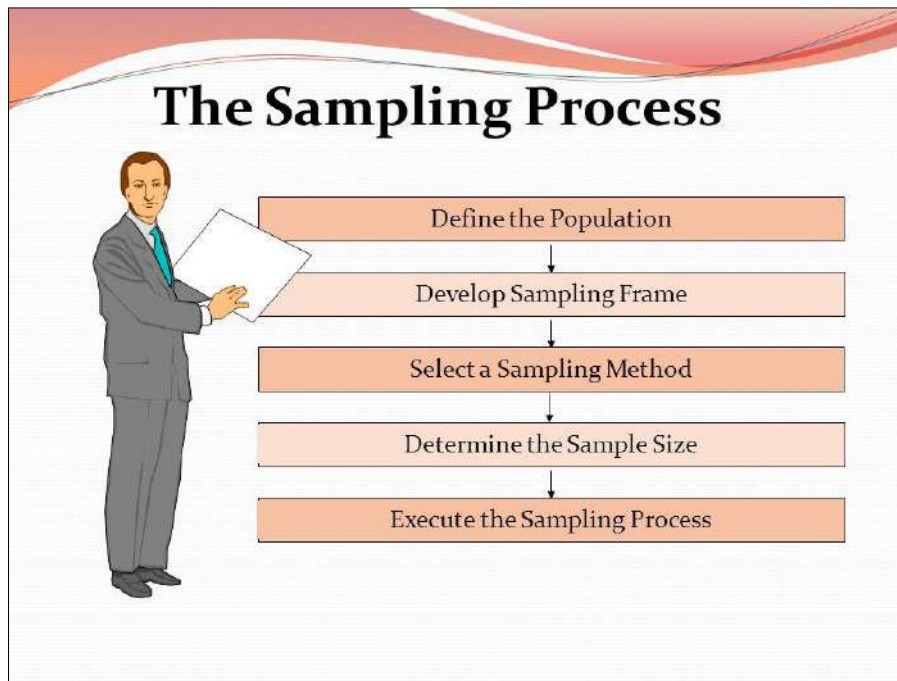 The Sampling Process
Define the Population
Develop Sampling Frame
Select a Sampling Method
Determine the Sample Size
Execute the Sampling Process